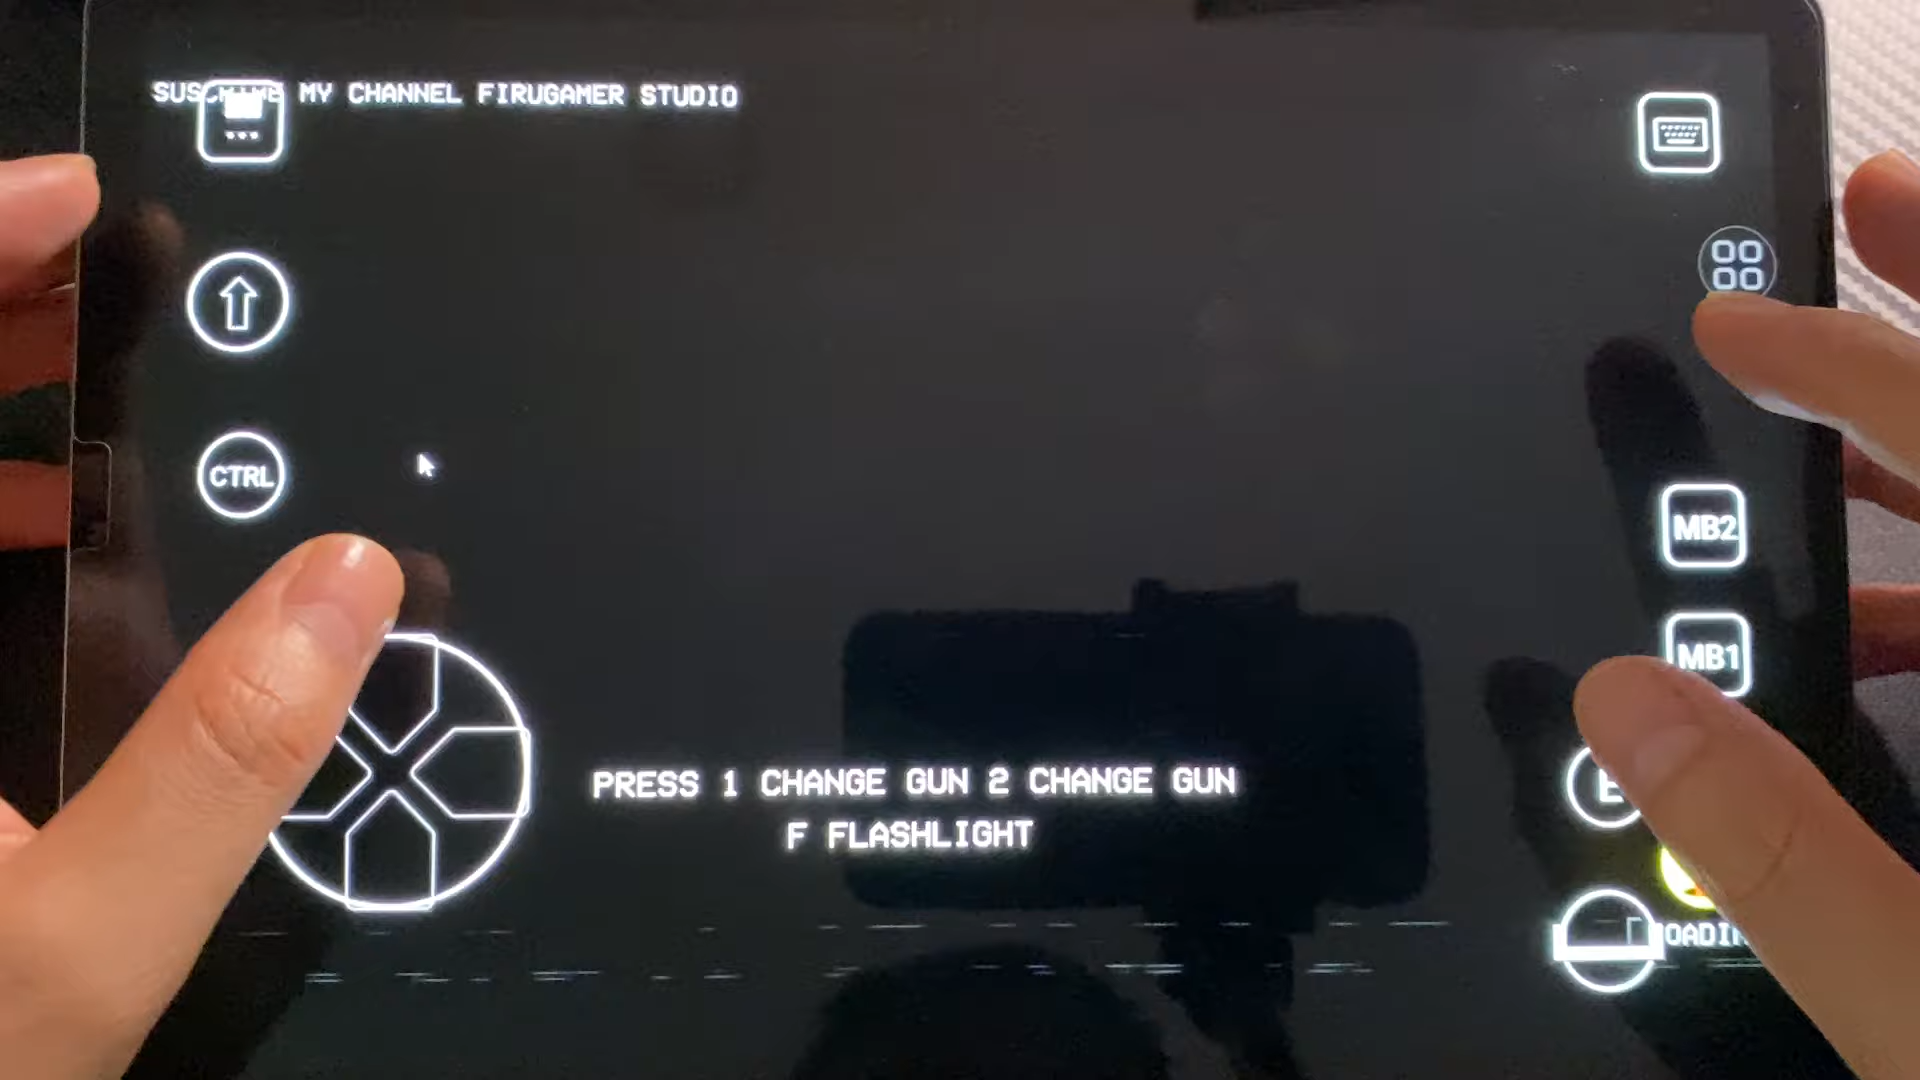 MY CHANNEL FIRUGAMER STUDIO
CTRL
MB2
MB1
PRESS 1 CHANGE GUN 2 CHANGE GUN
F FLASHLIGHT